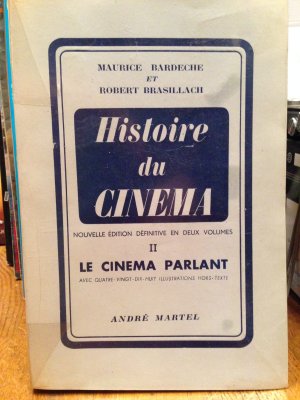 MAURICE BARDECHE
ET
ROBERT BRASILLACH
Histoire
du
CINEMA
NOUVELLE ÉDITION DÉFINITIVE EN DEUX VOLUMES
II
LE CINEMA PARLANT
AVEC QUATRE-VINGT-DIX-HUIT ILLUSTRATIONS HORS-TEXTE
ANDRÉ MARTEL